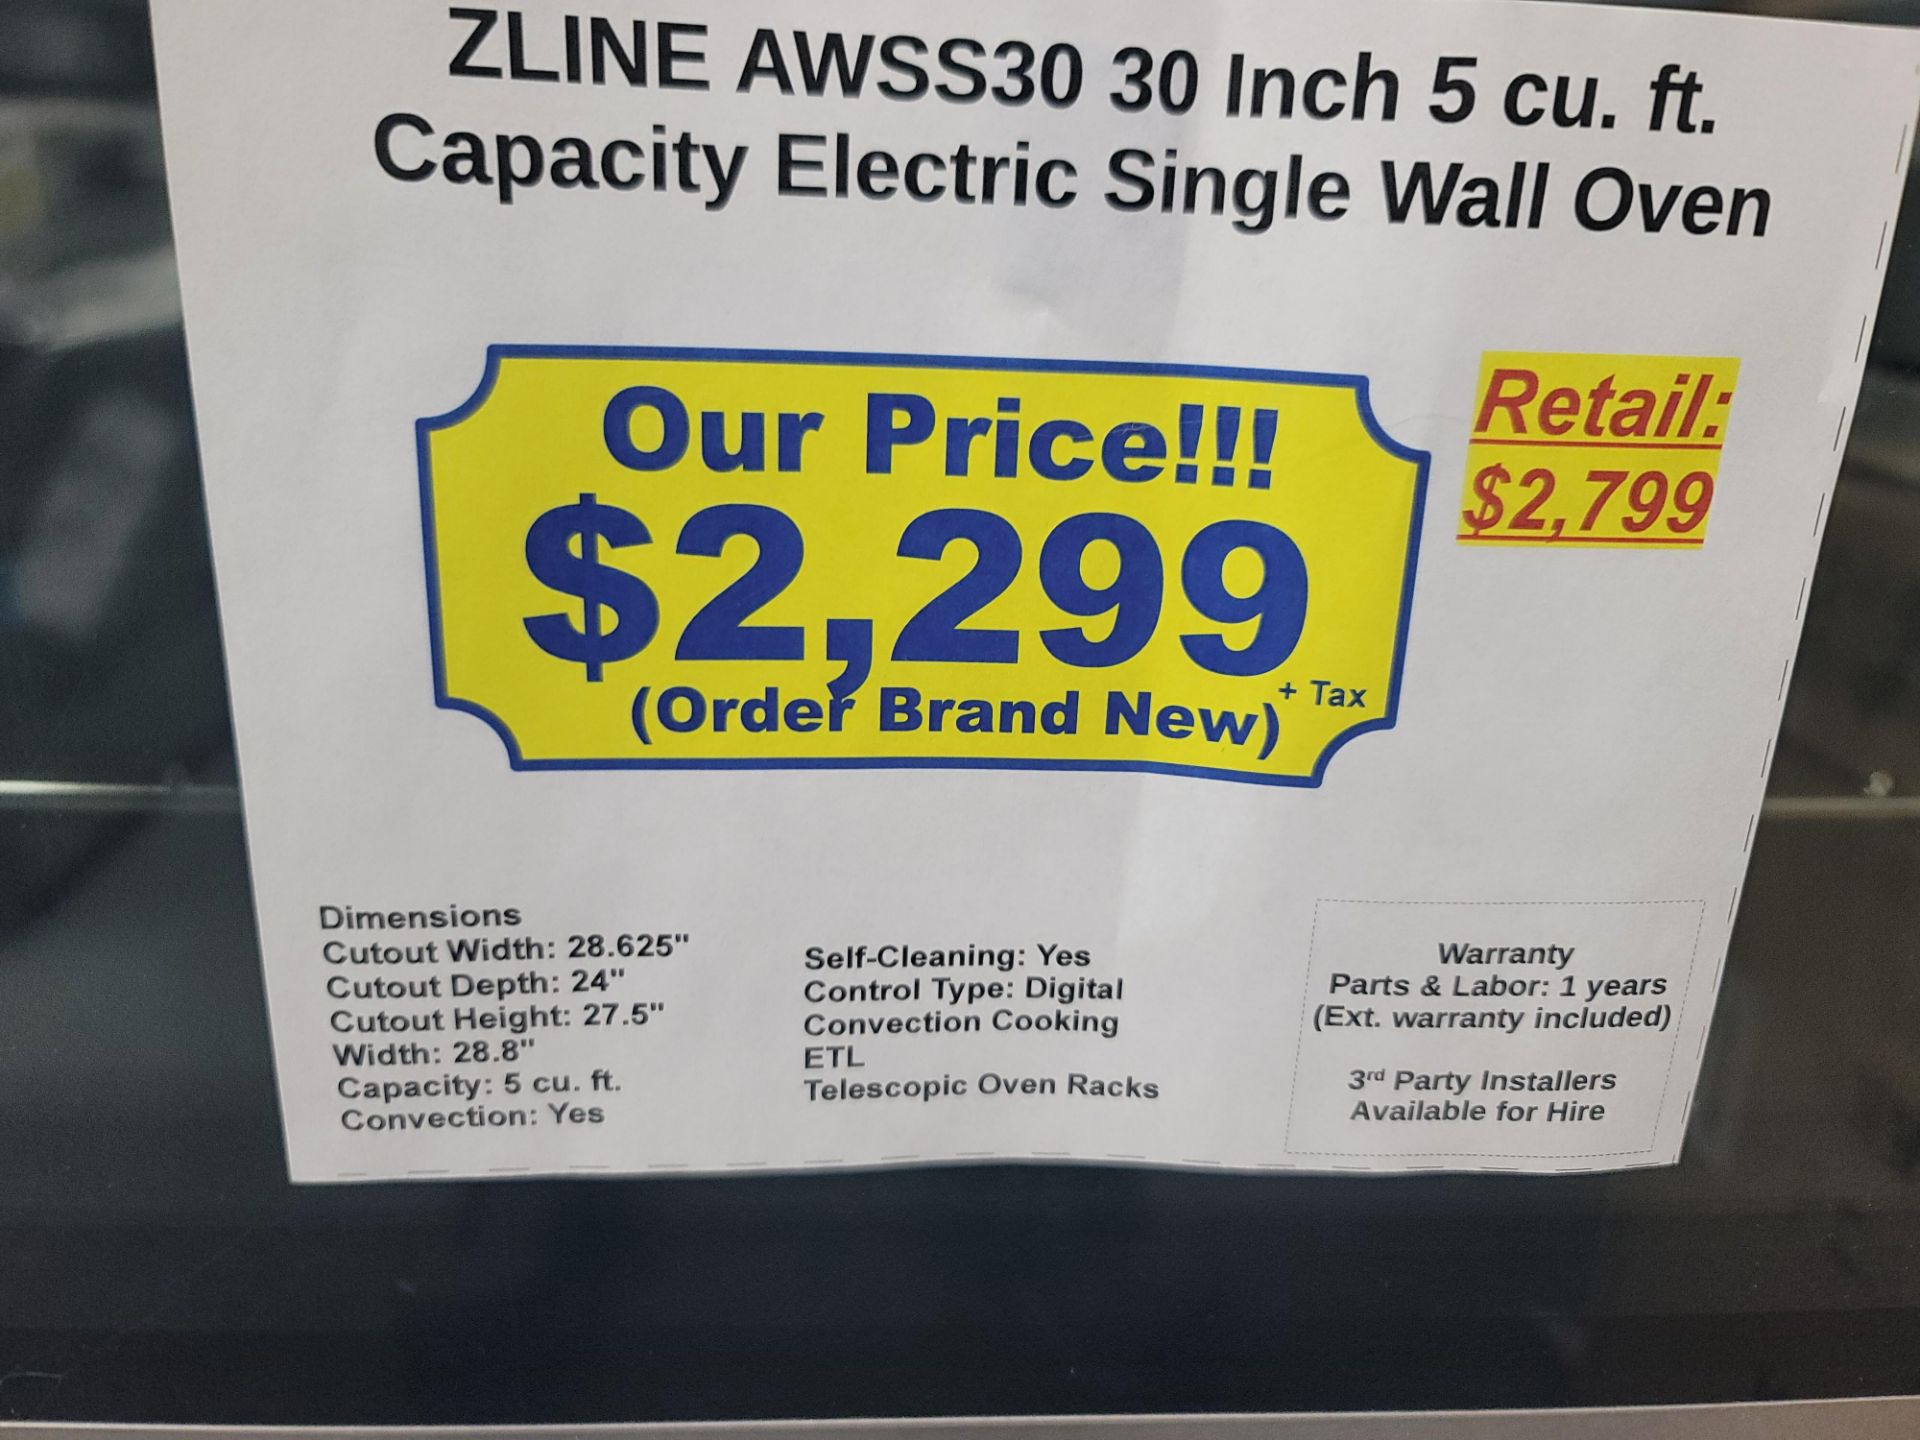 ZLINE AWSS30 30 Inch 5 cu. ft.
Capacity Electric Single Wall Oven
Our Price!!!
$2,299
+ Tax
(Order Brand New)
Retail:
$2,799
Dimensions
Cutout Width: 28.625"
Cutout Depth: 24"
Cutout Height: 27.5"
Width: 28.8"
Capacity: 5 cu. ft.
Convection: Yes
Self-Cleaning: Yes
Control Type: Digital
Convection Cooking
ETL
Telescopic Oven Racks
Warranty
Parts & Labor: 1 years
(Ext. warranty included)
3rd Party Installers
Available for Hire